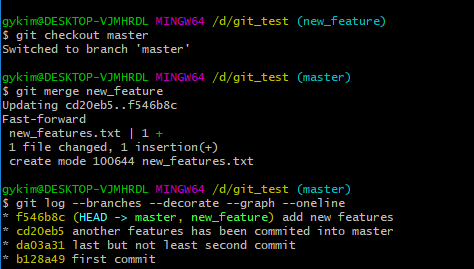 gykim@DESKTOP-VJMHRDL MINGW64 /d/git_test (new_feature)
$ git checkout master
Switched to branch 'master'
gykim@DESKTOP-VJMHRDL MINGW64 /d/git_test (master)
$ git merge new_feature
Updating cd20eb5..f546b8c
Fast-forward
 new_features.txt | 1 +
 1 file changed, 1 insertion(+)
 create mode 100644 new_features.txt
gykim@DESKTOP-VJMHRDL MINGW64 /d/git_test (master)
$ git log --branches --decorate --graph --oneline
* f546b8c (HEAD -> master, new_feature) add new features
* cd20eb5 another features has been commited into master
* da03a31 last but not least second commit
* b128a49 first commit